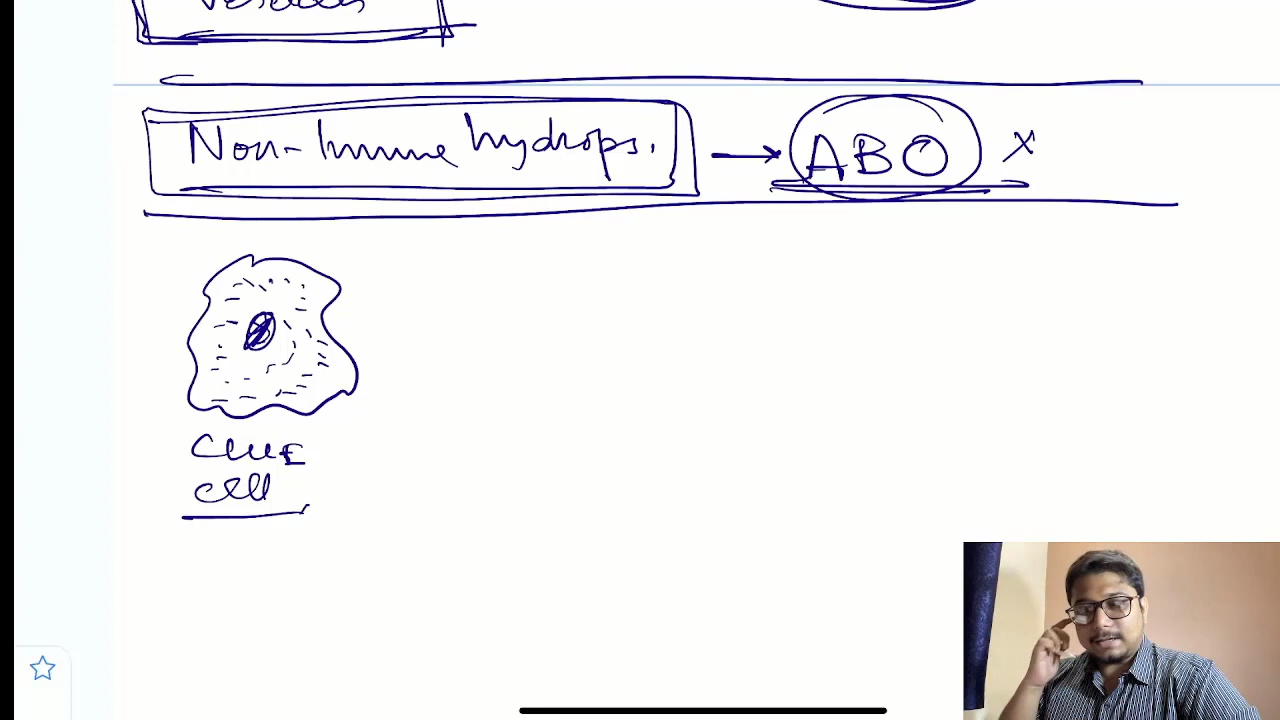 Non-Immune hydrops. → ABO x
CLUE
cell